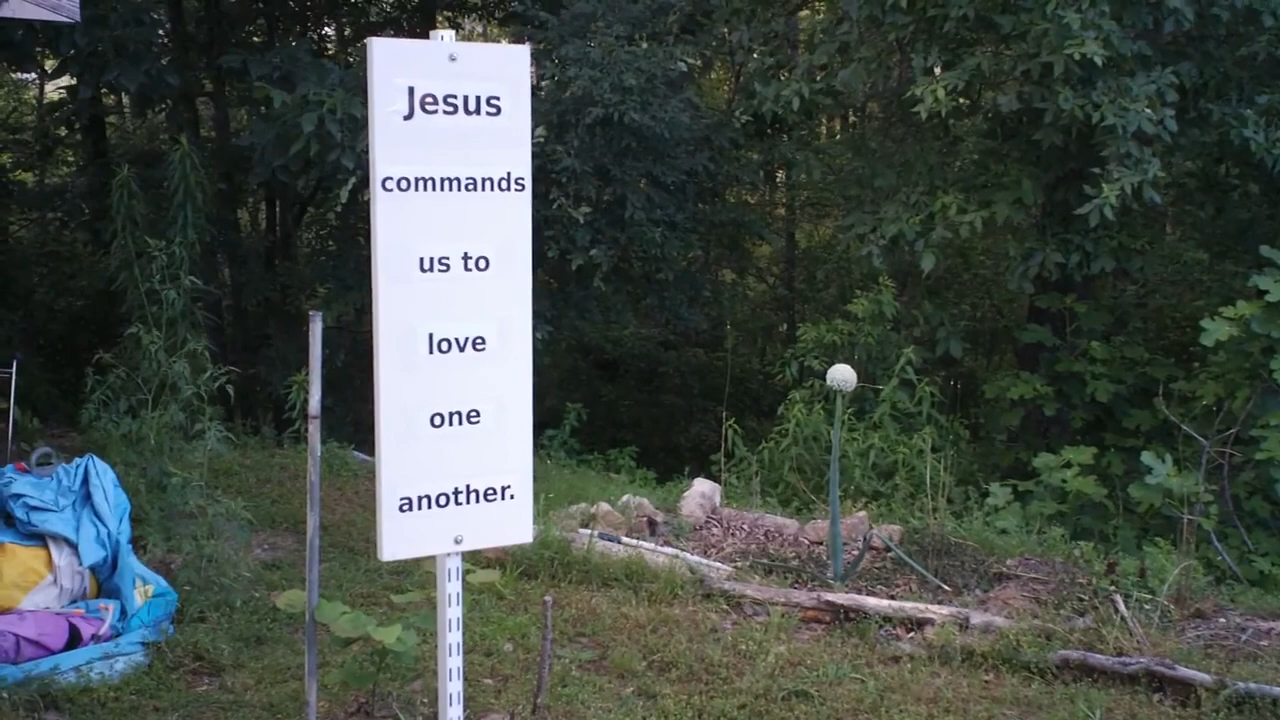 Jesus
commands
us to
love
one
another.